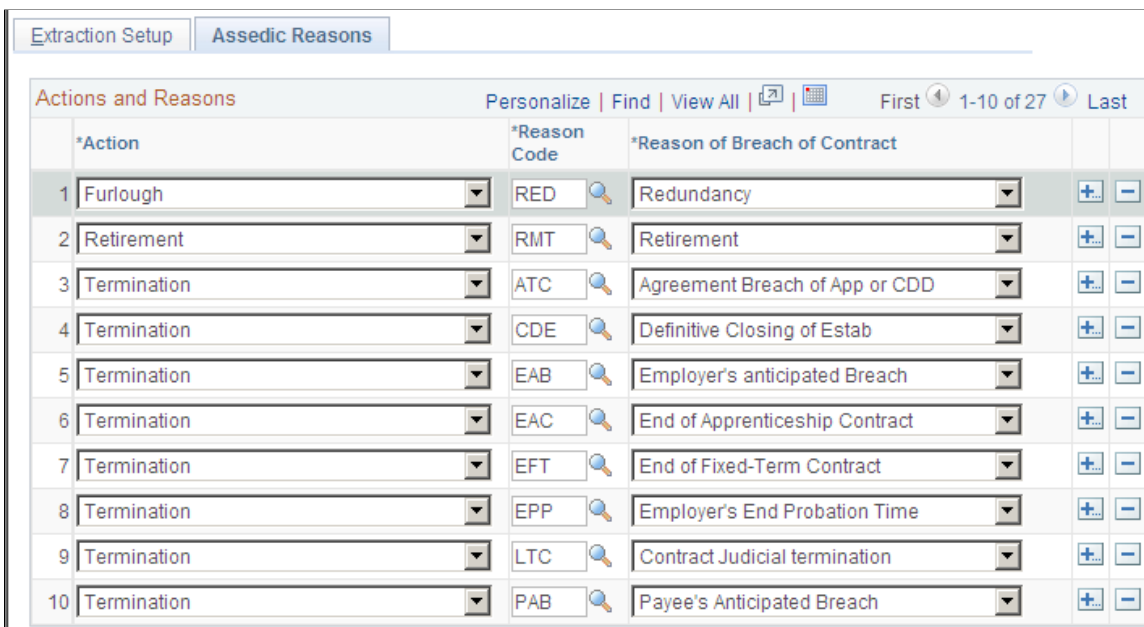 Extraction Setup Assedic Reasons
Actions and Reasons Personalize | Find | View All | | First 1-10 of 27 Last
*Action *Reason Code *Reason of Breach of Contract
1 Furlough RED Redundancy
2 Retirement RMT Retirement
3 Termination ATC Agreement Breach of App or CDD
4 Termination CDE Definitive Closing of Estab
5 Termination EAB Employer's anticipated Breach
6 Termination EAC End of Apprenticeship Contract
7 Termination EFT End of Fixed-Term Contract
8 Termination EPP Employer's End Probation Time
9 Termination LTC Contract Judicial termination
10 Termination PAB Payee's Anticipated Breach